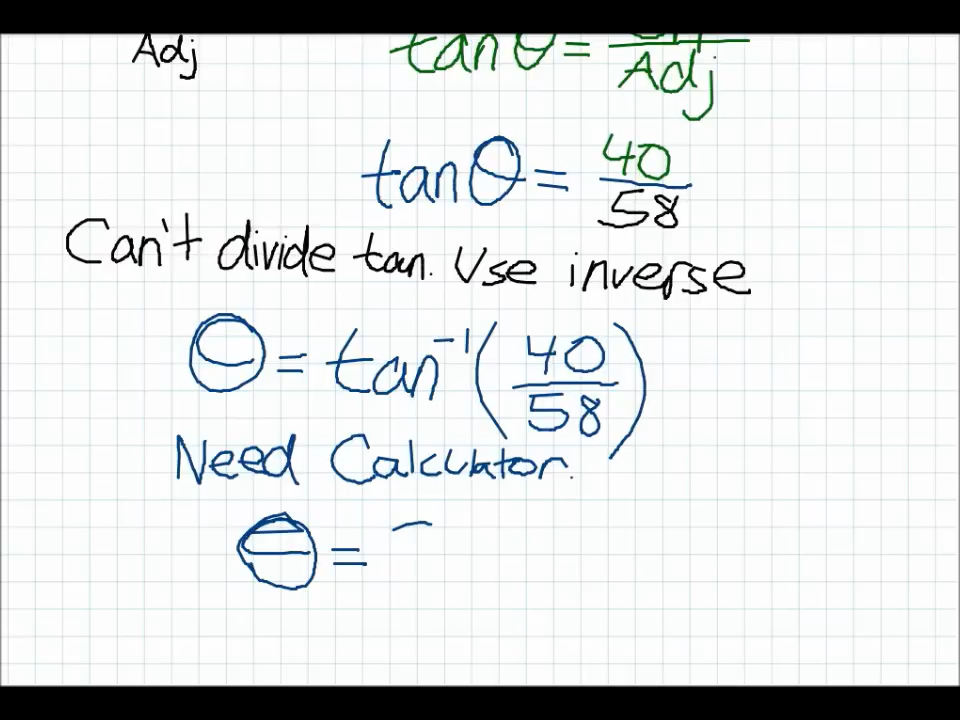 Adj
tanθ = Adj
tanθ = 40/58
Can't divide tan. Use inverse
θ = tan⁻¹(40/58)
Need Calculator.
θ =